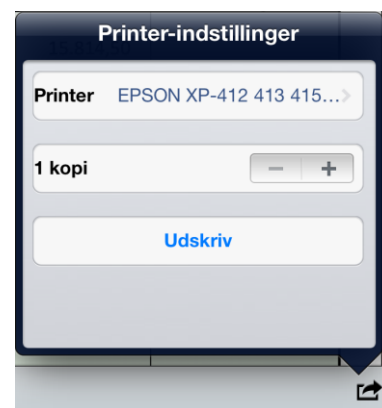 Printer-indstillinger
Printer EPSON XP-412 413 415...
1 kopi
Udskriv